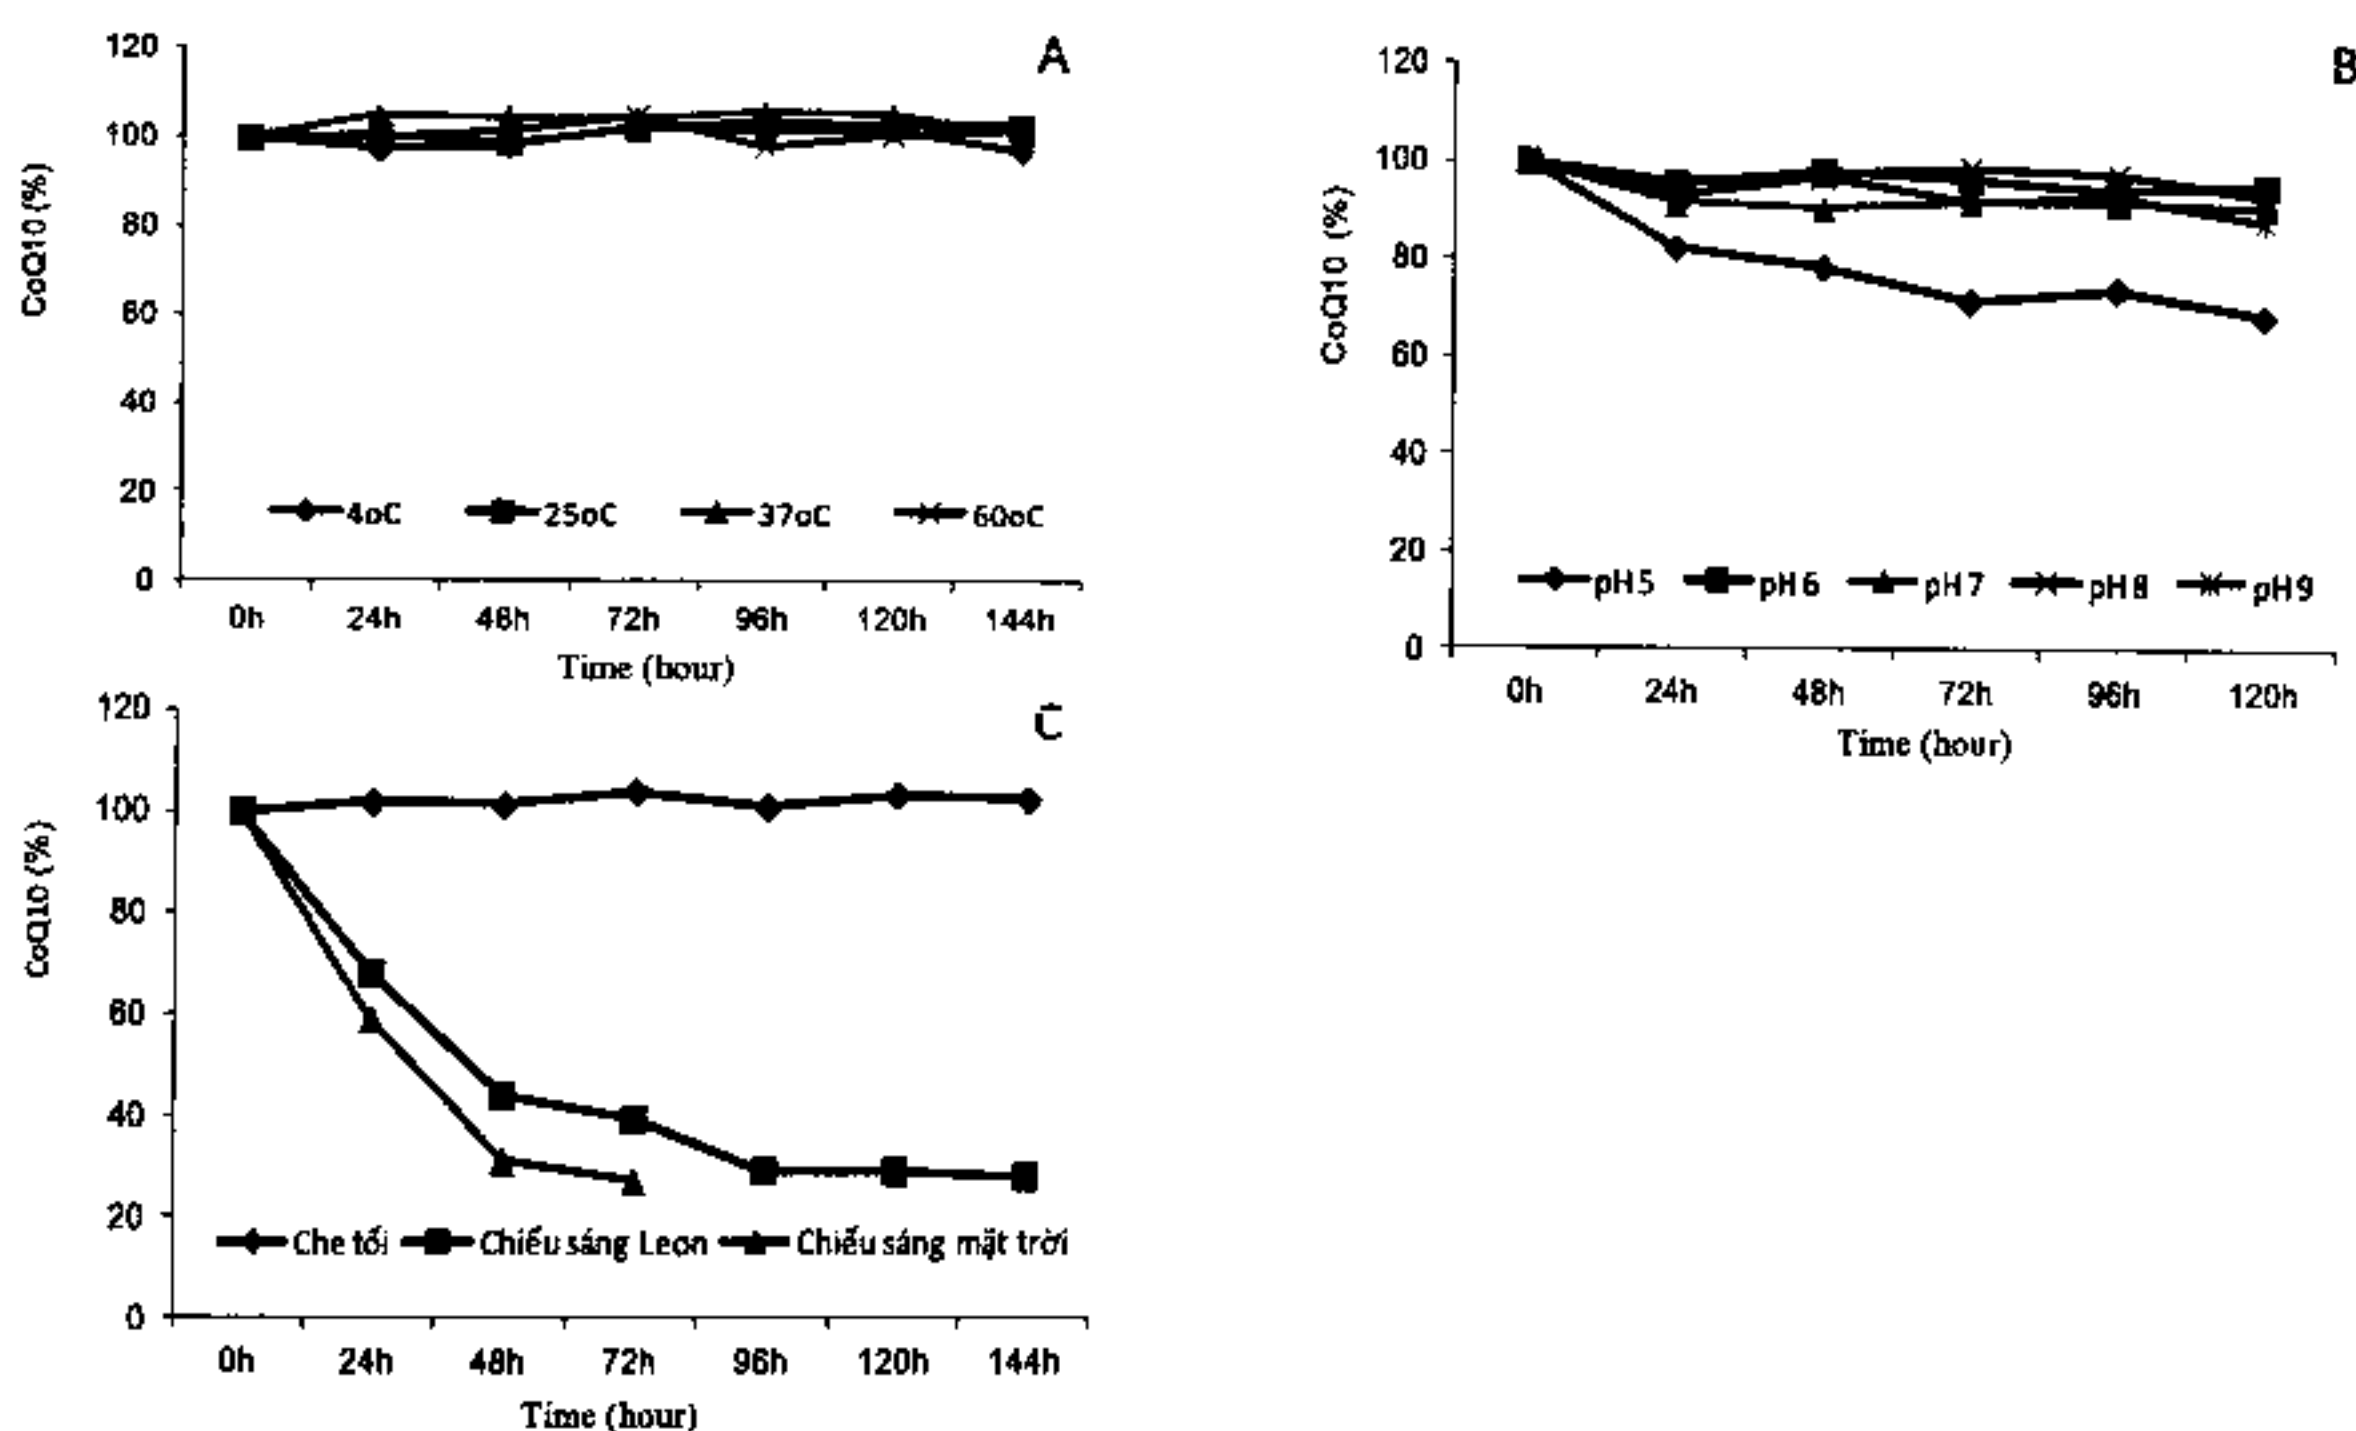 A
CoQ10 (%)
120
100
80
60
40
20
0
4oC 25oC 37oC 60oC
0h 24h 48h 72h 96h 120h 144h
Time (hour)
B
CoQ10 (%)
120
100
80
60
40
20
0
pH5 pH6 pH7 pH8 pH9
0h 24h 48h 72h 96h 120h
Time (hour)
C
CoQ10 (%)
120
100
80
60
40
20
0
Che tối Chiếu sáng Leon Chiếu sáng mặt trời
0h 24h 48h 72h 96h 120h 144h
Time (hour)